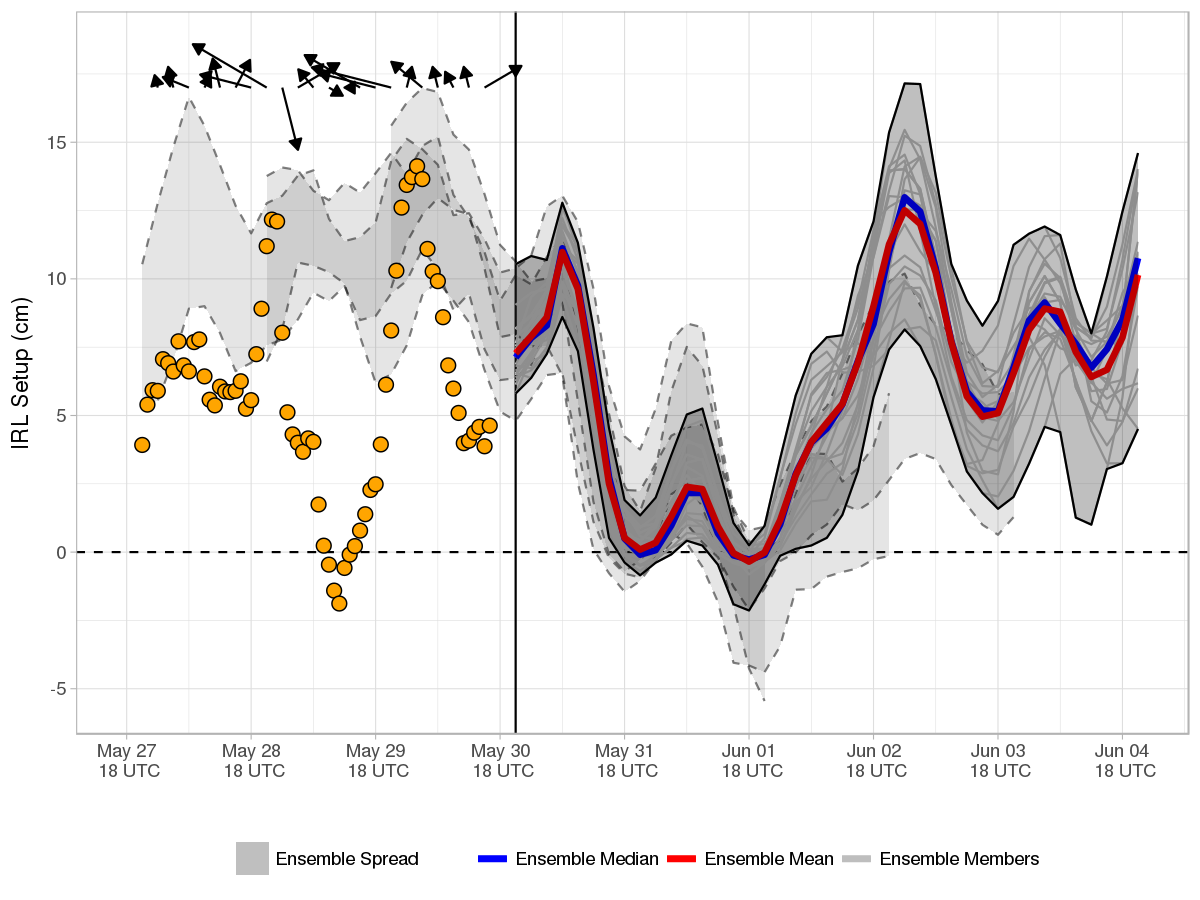 IRL Setup (cm)
15
10
5
0
-5
May 27 May 28 May 29 May 30 May 31 Jun 01 Jun 02 Jun 03 Jun 04
18 UTC 18 UTC 18 UTC 18 UTC 18 UTC 18 UTC 18 UTC 18 UTC 18 UTC
Ensemble Spread Ensemble Median Ensemble Mean Ensemble Members